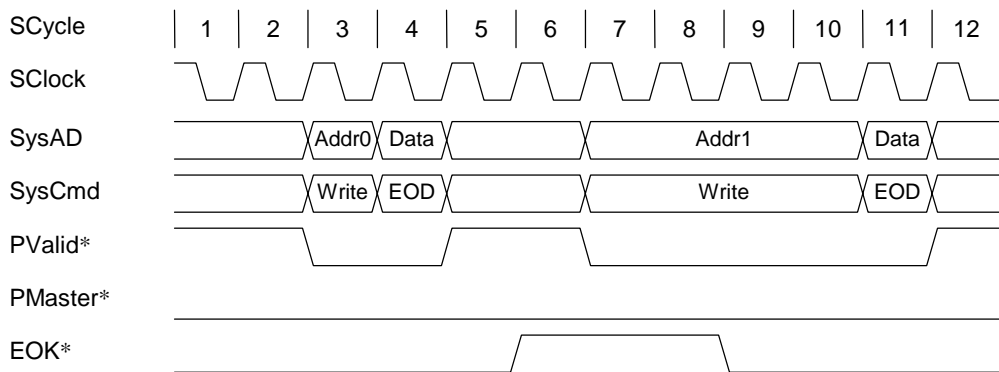 SCycle 1 2 3 4 5 6 7 8 9 10 11 12
SClock
SysAD Addr0 Data Addr1 Data
SysCmd Write EOD Write EOD
PValid*
PMaster*
EOK*